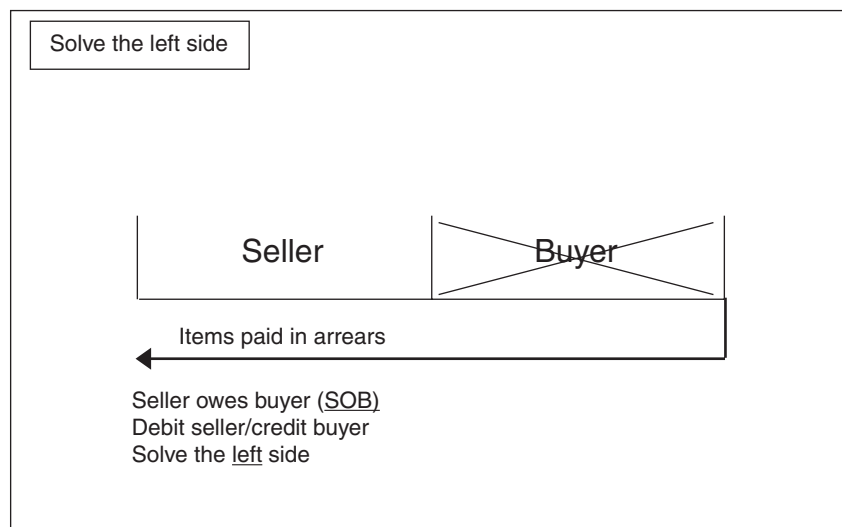 Solve the left side
Seller Buyer
Items paid in arrears
Seller owes buyer (SOB)
Debit seller/credit buyer
Solve the left side